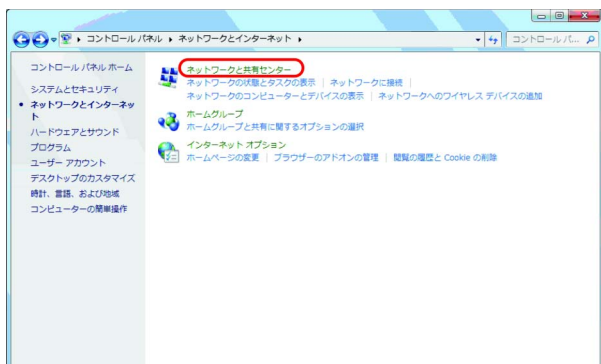 コントロール パネル ▸ ネットワークとインターネット ▸
コントロール パ...
コントロール パネル ホーム
システムとセキュリティ
ネットワークとインターネッ
ト
ハードウェアとサウンド
プログラム
ユーザー アカウント
デスクトップのカスタマイズ
時計、言語、および地域
コンピューターの簡単操作
ネットワークと共有センター
ネットワークの状態とタスクの表示 | ネットワークに接続 |
ネットワークのコンピューターとデバイスの表示 | ネットワークへのワイヤレス デバイスの追加
ホームグループ
ホームグループと共有に関するオプションの選択
インターネット オプション
ホームページの変更 | ブラウザーのアドオンの管理 | 閲覧の履歴と Cookie の削除